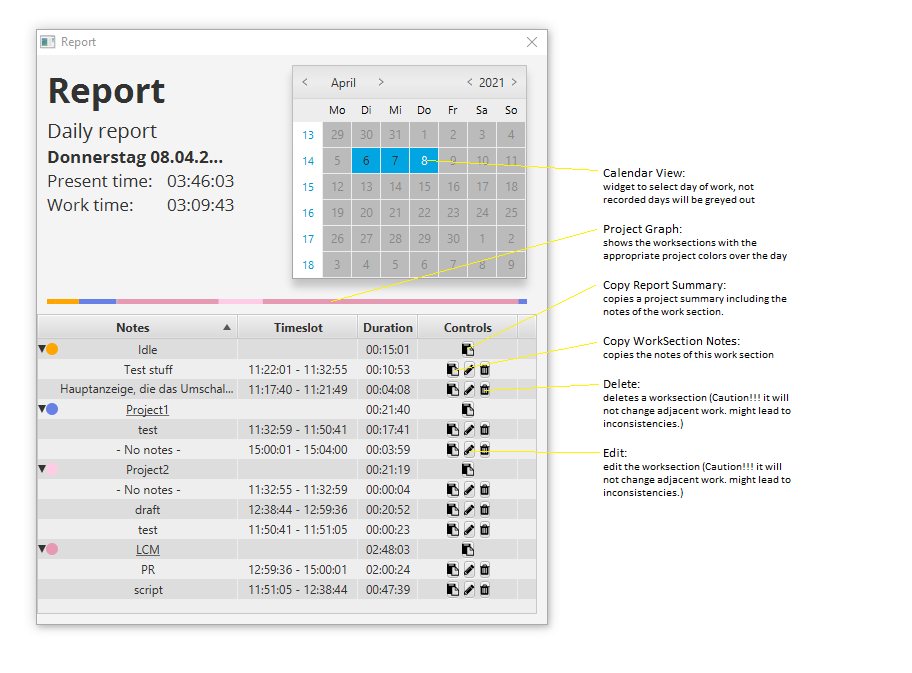 Report
Report
Daily report
Donnerstag 08.04.2...
Present time: 03:46:03
Work time: 03:09:43
April 2021
Mo Di Mi Do Fr Sa So
13 29 30 31 1 2 3 4
14 5 6 7 8 9 10 11
15 12 13 14 15 16 17 18
16 19 20 21 22 23 24 25
17 26 27 28 29 30 1 2
18 3 4 5 6 7 8 9
Notes Timeslot Duration Controls
Idle 00:15:01
Test stuff 11:22:01 - 11:32:55 00:10:53
Hauptanzeige, die das Umschal... 11:17:40 - 11:21:49 00:04:08
Project1 00:21:40
test 11:32:59 - 11:50:41 00:17:41
- No notes - 15:00:01 - 15:04:00 00:03:59
Project2 00:21:19
- No notes - 11:32:55 - 11:32:59 00:00:04
draft 12:38:44 - 12:59:36 00:20:52
test 11:50:41 - 11:51:05 00:00:23
LCM 02:48:03
PR 12:59:36 - 15:00:01 02:00:24
script 11:51:05 - 12:38:44 00:47:39
Calendar View:
widget to select day of work, not
recorded days will be greyed out
Project Graph:
shows the worksections with the
appropriate project colors over the day
Copy Report Summary:
copies a project summary including the
notes of the work section.
Copy WorkSection Notes:
copies the notes of this work section
Delete:
deletes a worksection (Caution!!! it will
not change adjacent work. might lead to
inconsistencies.)
Edit:
edit the worksection (Caution!!! it will
not change adjacent work. might lead to
inconsistencies.)